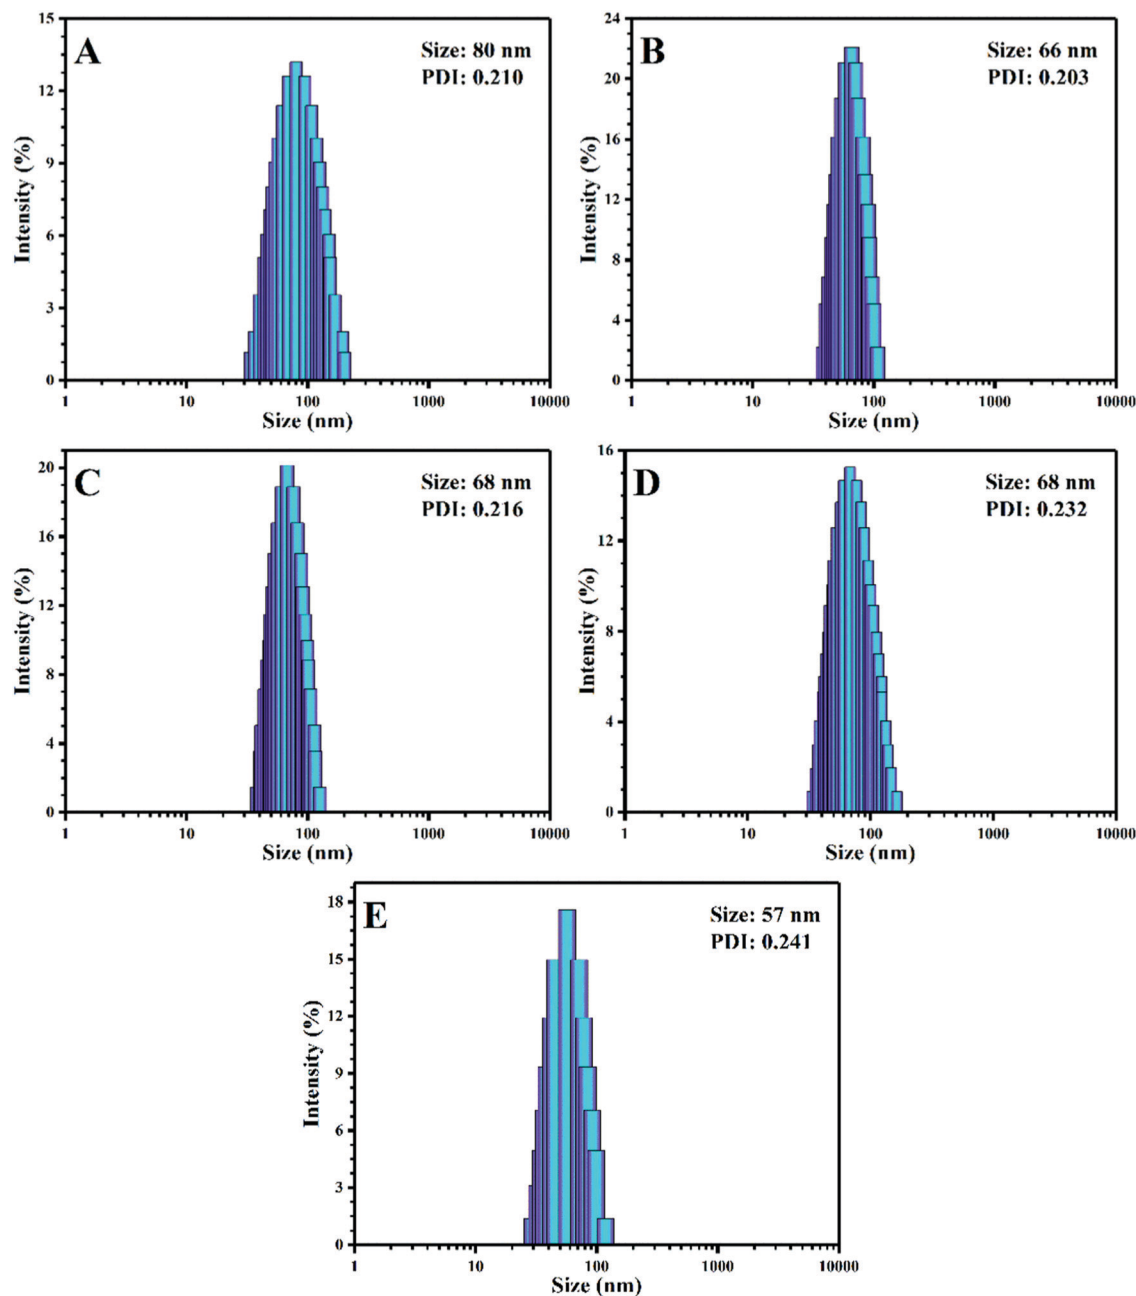 A
Size: 80 nm
PDI: 0.210
15
12
9
6
3
0
Intensity (%)
1 10 100 1000 10000
Size (nm)
B
Size: 66 nm
PDI: 0.203
24
20
16
12
8
4
0
Intensity (%)
1 10 100 1000 10000
Size (nm)
C
Size: 68 nm
PDI: 0.216
20
16
12
8
4
0
Intensity (%)
1 10 100 1000 10000
Size (nm)
D
Size: 68 nm
PDI: 0.232
16
12
8
4
0
Intensity (%)
1 10 100 1000 10000
Size (nm)
E
Size: 57 nm
PDI: 0.241
18
15
12
9
6
3
0
Intensity (%)
1 10 100 1000 10000
Size (nm)